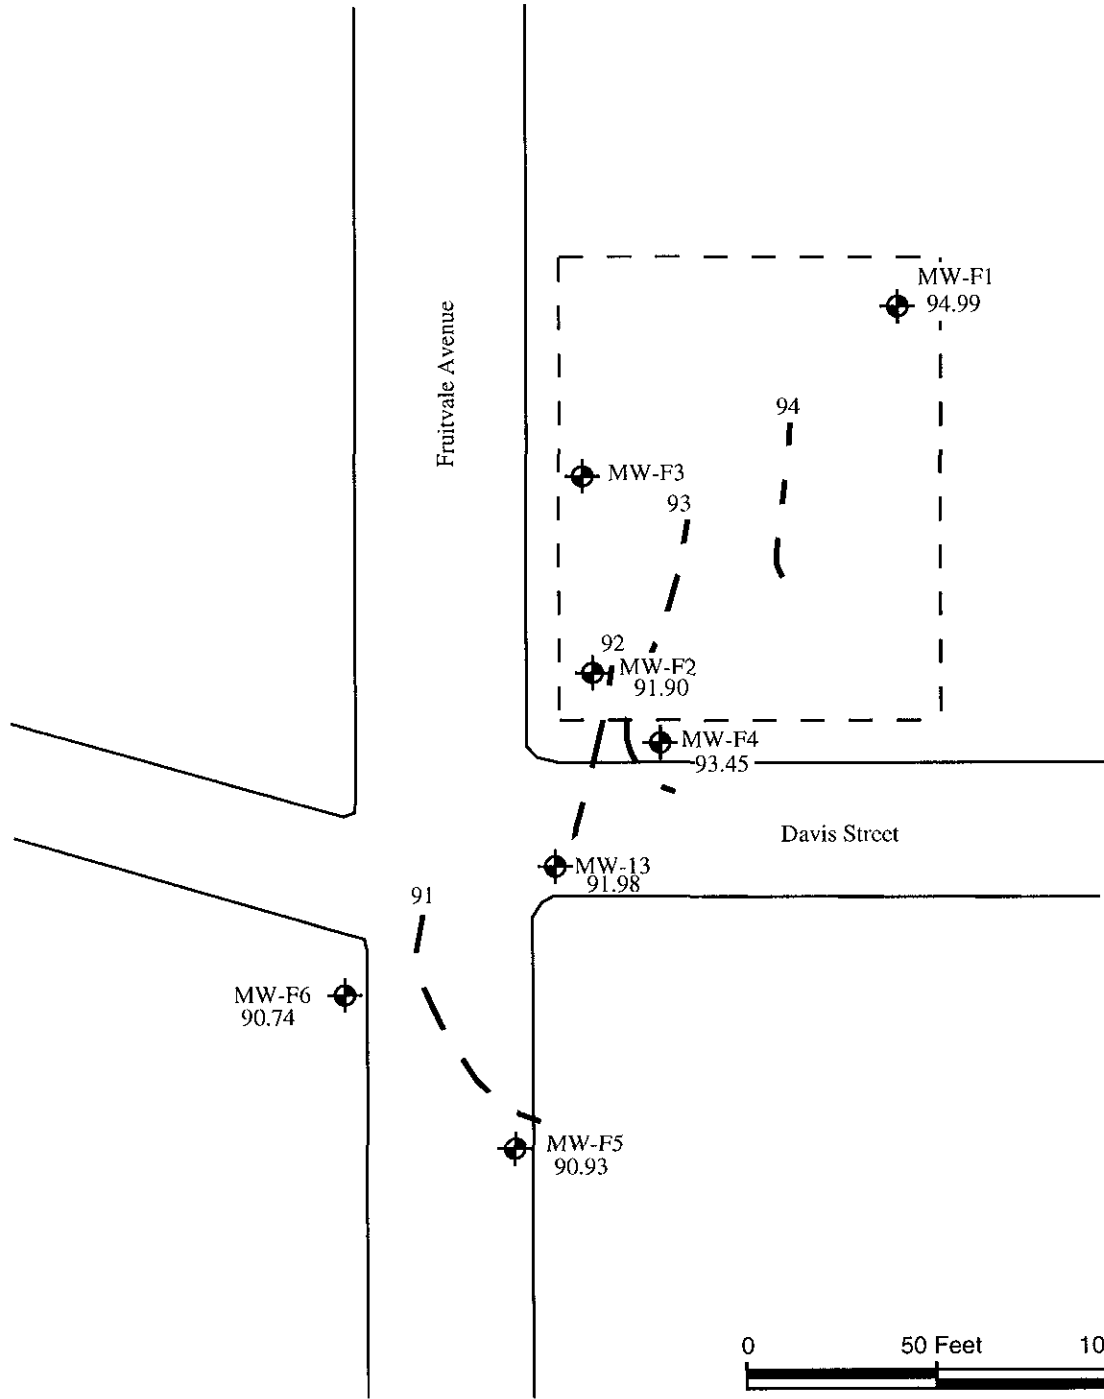 MW-F1
94.99
Fruitvale Avenue
94
MW-F3
93
92
MW-F2
91.90
MW-F4
93.45
Davis Street
MW-13
91.98
91
MW-F6
90.74
MW-F5
90.93
0 50 Feet 10